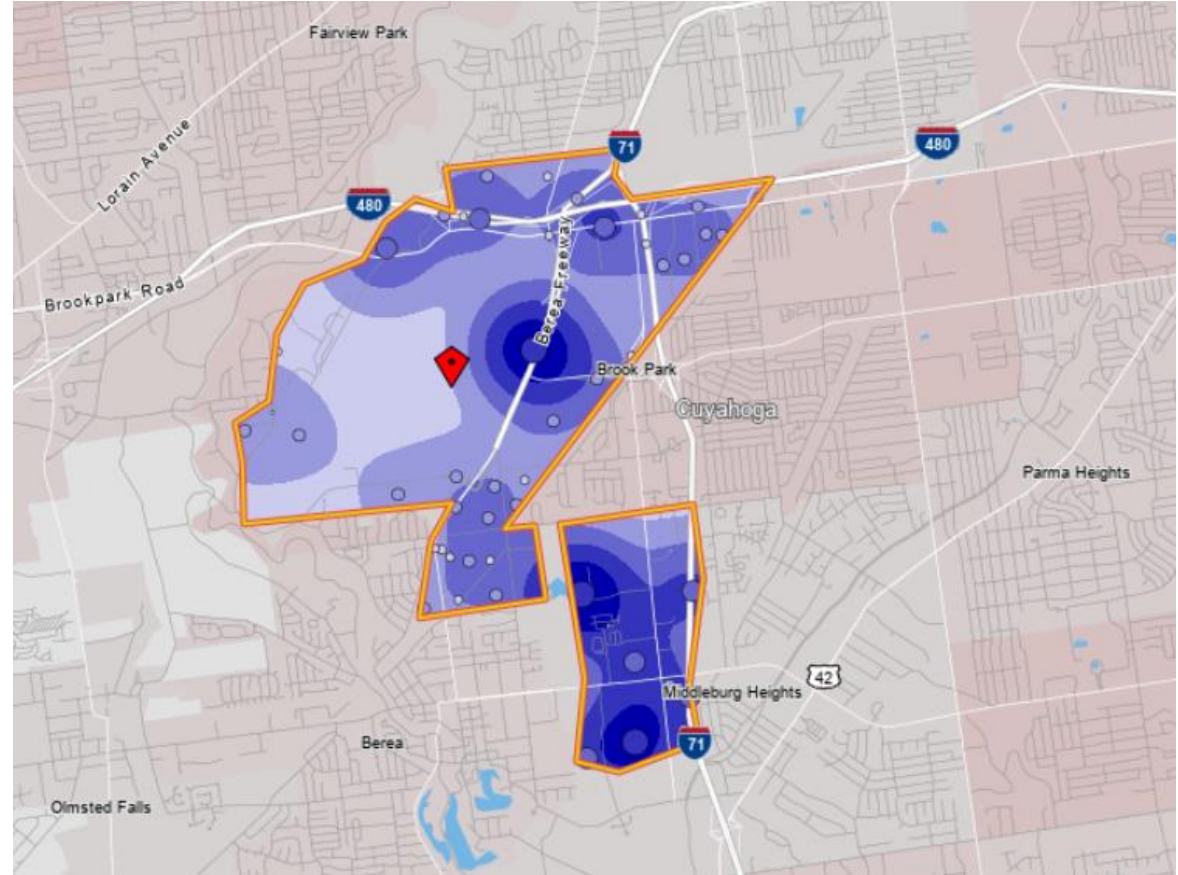 Fairview Park
Lorain Avenue
71
480
480
Brookpark Road
Berea-Freeway
Brook Park
Cuyahoga
Parma Heights
42
Middleburg Heights
Berea
71
Olmsted Falls